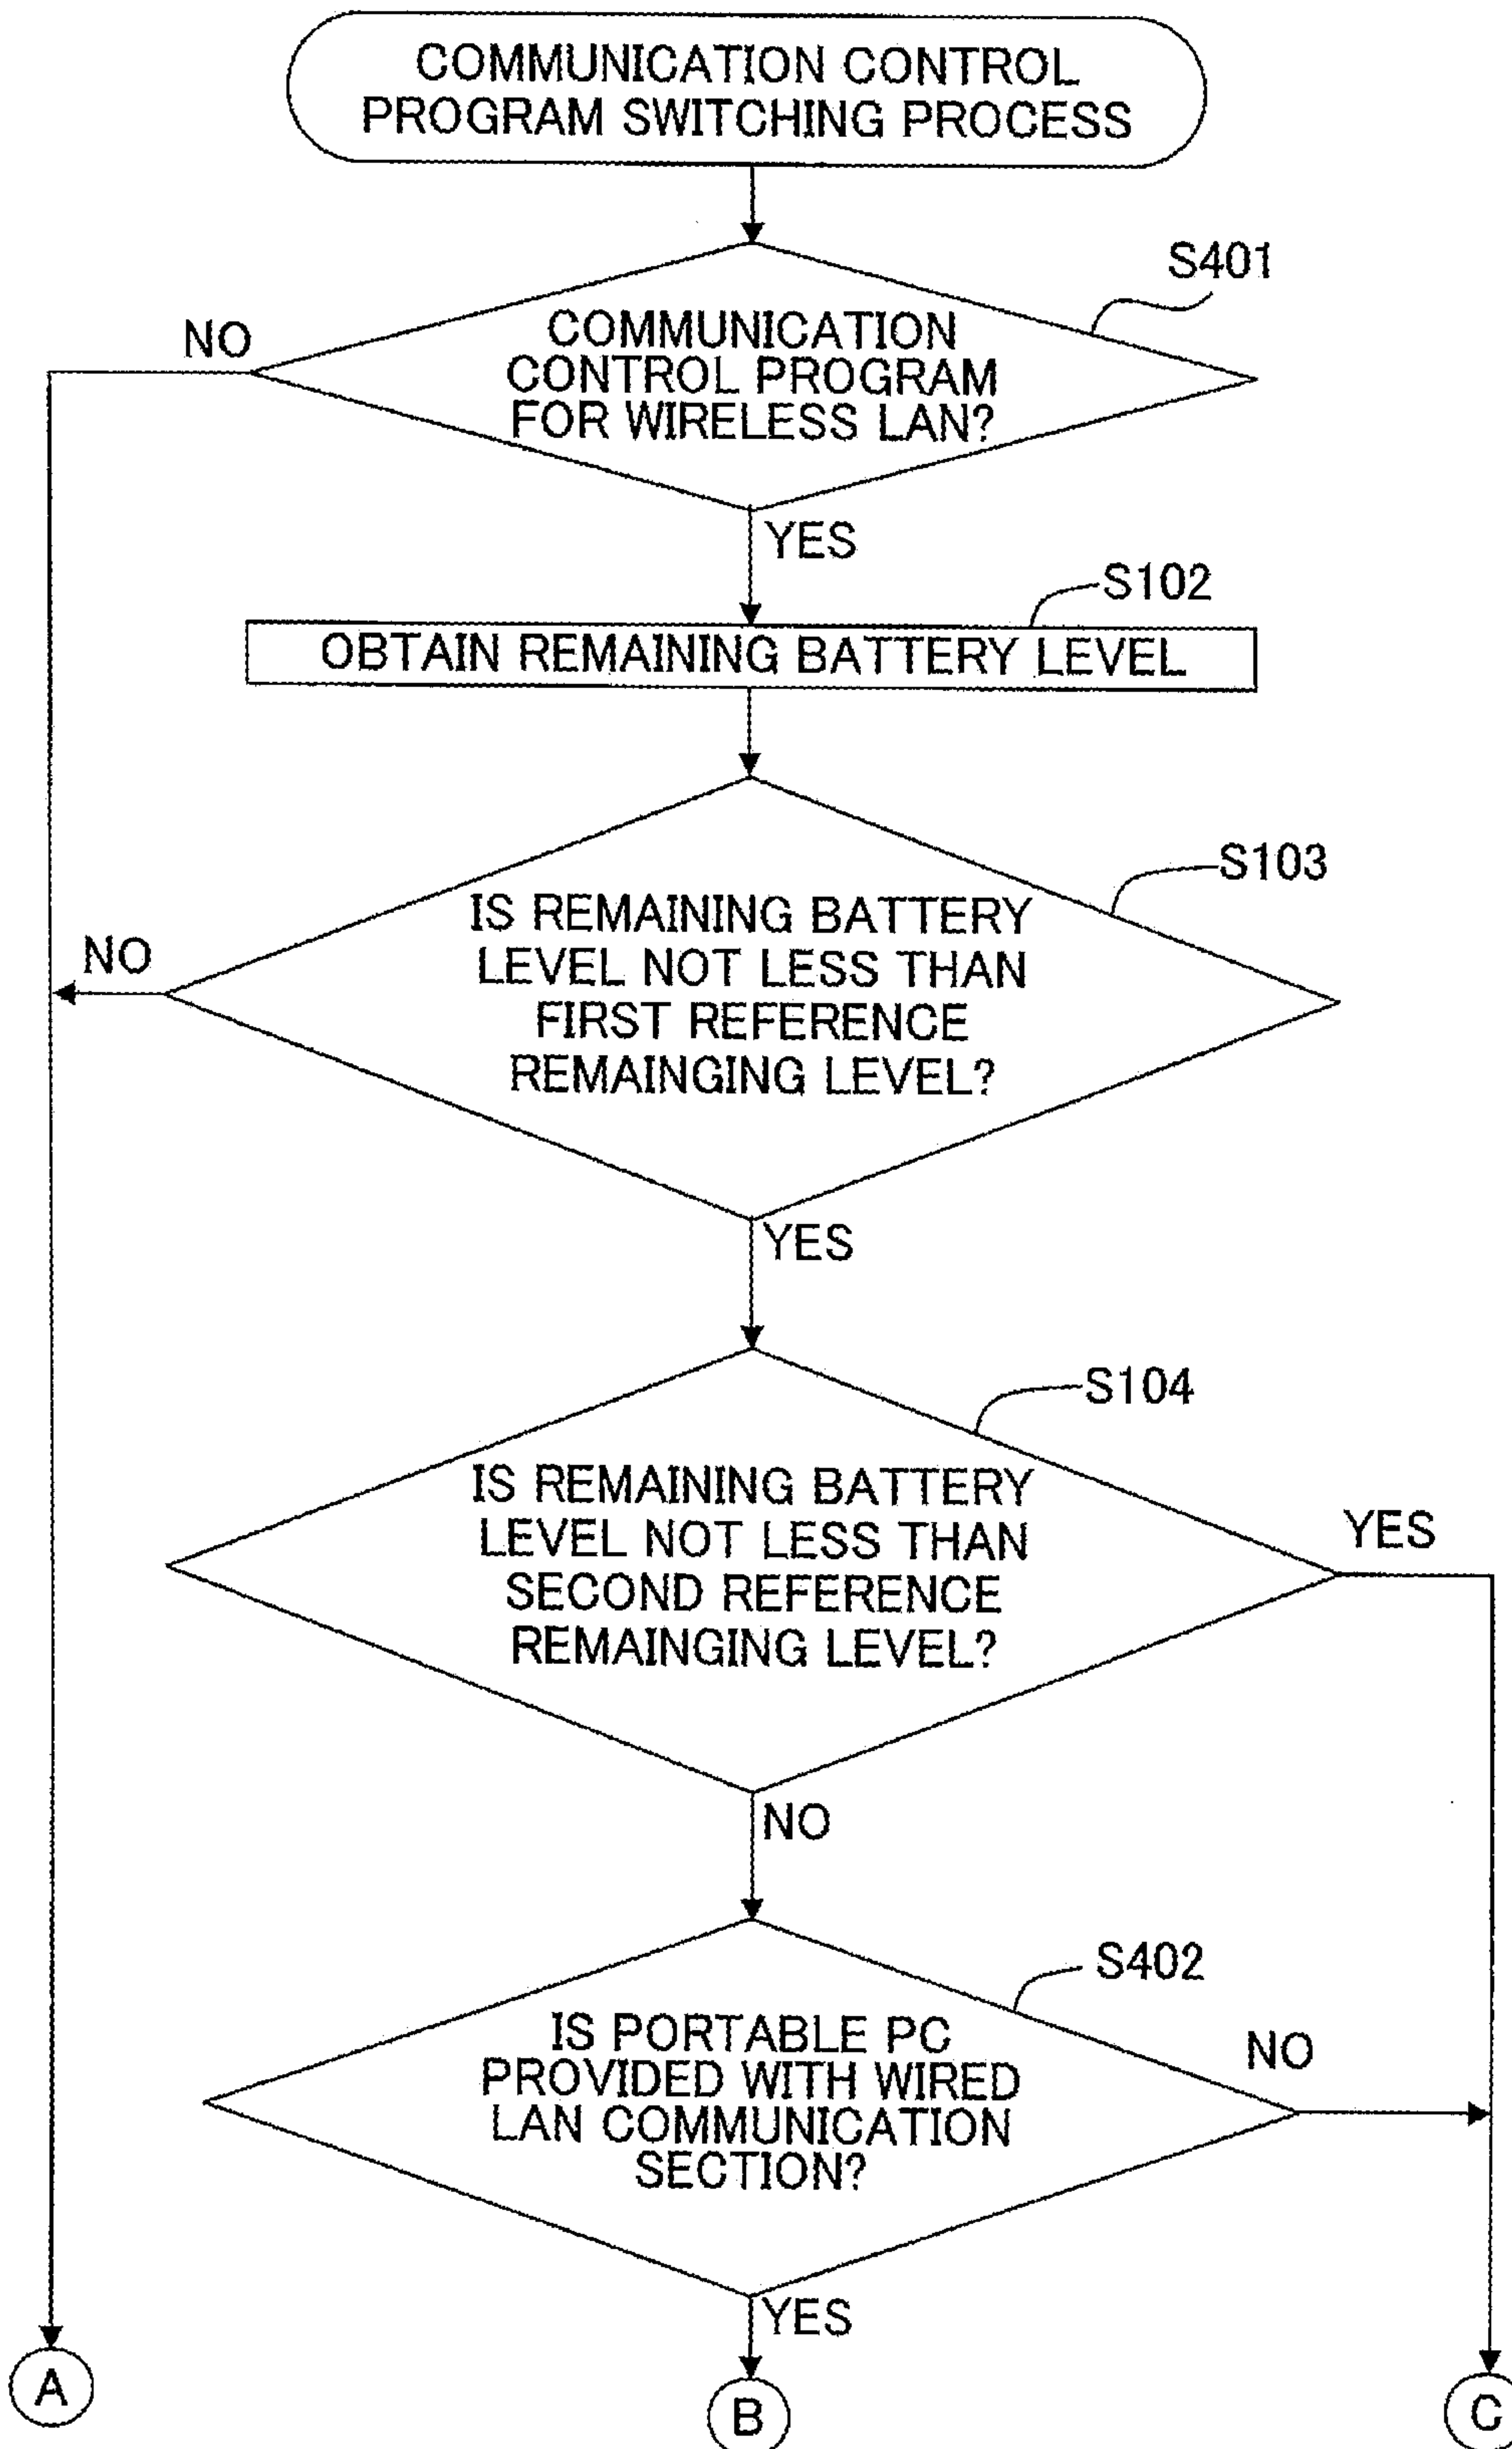 COMMUNICATION CONTROL
PROGRAM SWITCHING PROCESS
S401
NO
COMMUNICATION
CONTROL PROGRAM
FOR WIRELESS LAN?
YES
S102
OBTAIN REMAINING BATTERY LEVEL
S103
IS REMAINING BATTERY
LEVEL NOT LESS THAN
FIRST REFERENCE
REMAINGING LEVEL?
NO
YES
S104
IS REMAINING BATTERY
LEVEL NOT LESS THAN
SECOND REFERENCE
REMAINGING LEVEL?
YES
NO
S402
IS PORTABLE PC
PROVIDED WITH WIRED
LAN COMMUNICATION
SECTION?
NO
YES
A
B
C